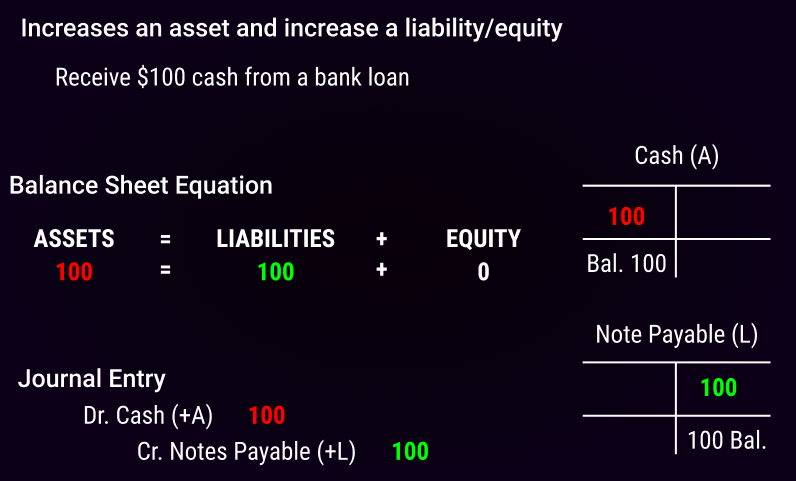 Increases an asset and increase a liability/equity
Receive $100 cash from a bank loan
Balance Sheet Equation
ASSETS = LIABILITIES + EQUITY
100 = 100 + 0
Journal Entry
Dr. Cash (+A) 100
Cr. Notes Payable (+L) 100
Cash (A)
100
Bal. 100
Note Payable (L)
100
100 Bal.